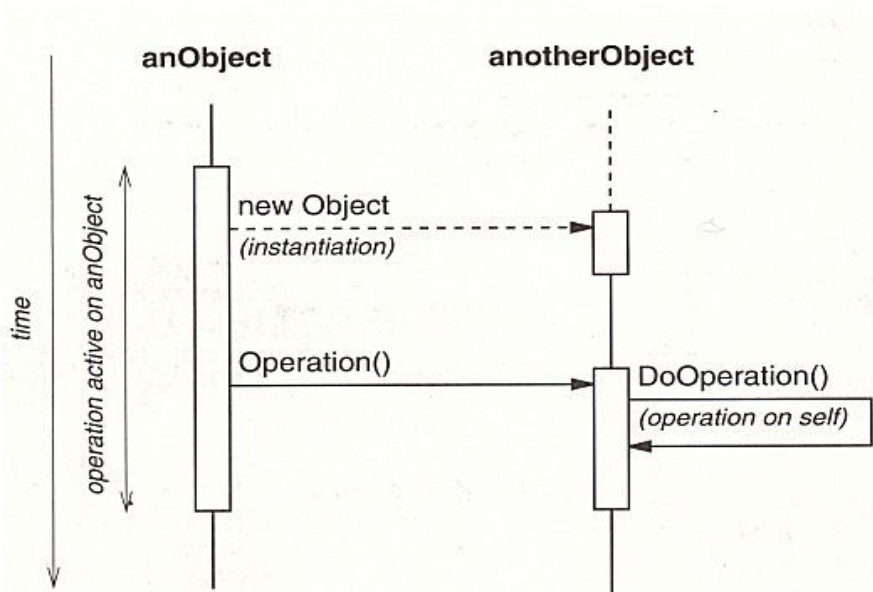 anObject
anotherObject
time
operation active on anObject
new Object
(instantiation)
Operation()
DoOperation()
(operation on self)